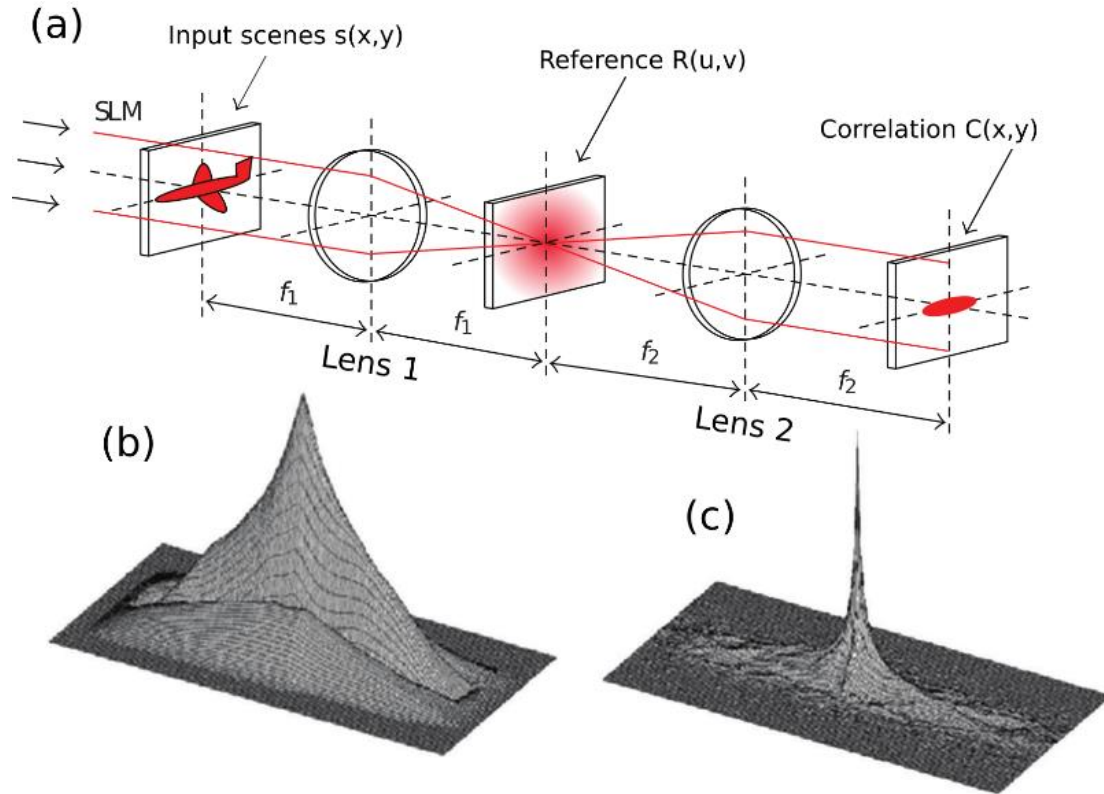 (a)
Input scenes s(x,y)
Reference R(u,v)
SLM
Correlation C(x,y)
f1
f1
f2
f2
Lens 1
Lens 2
(b)
(c)